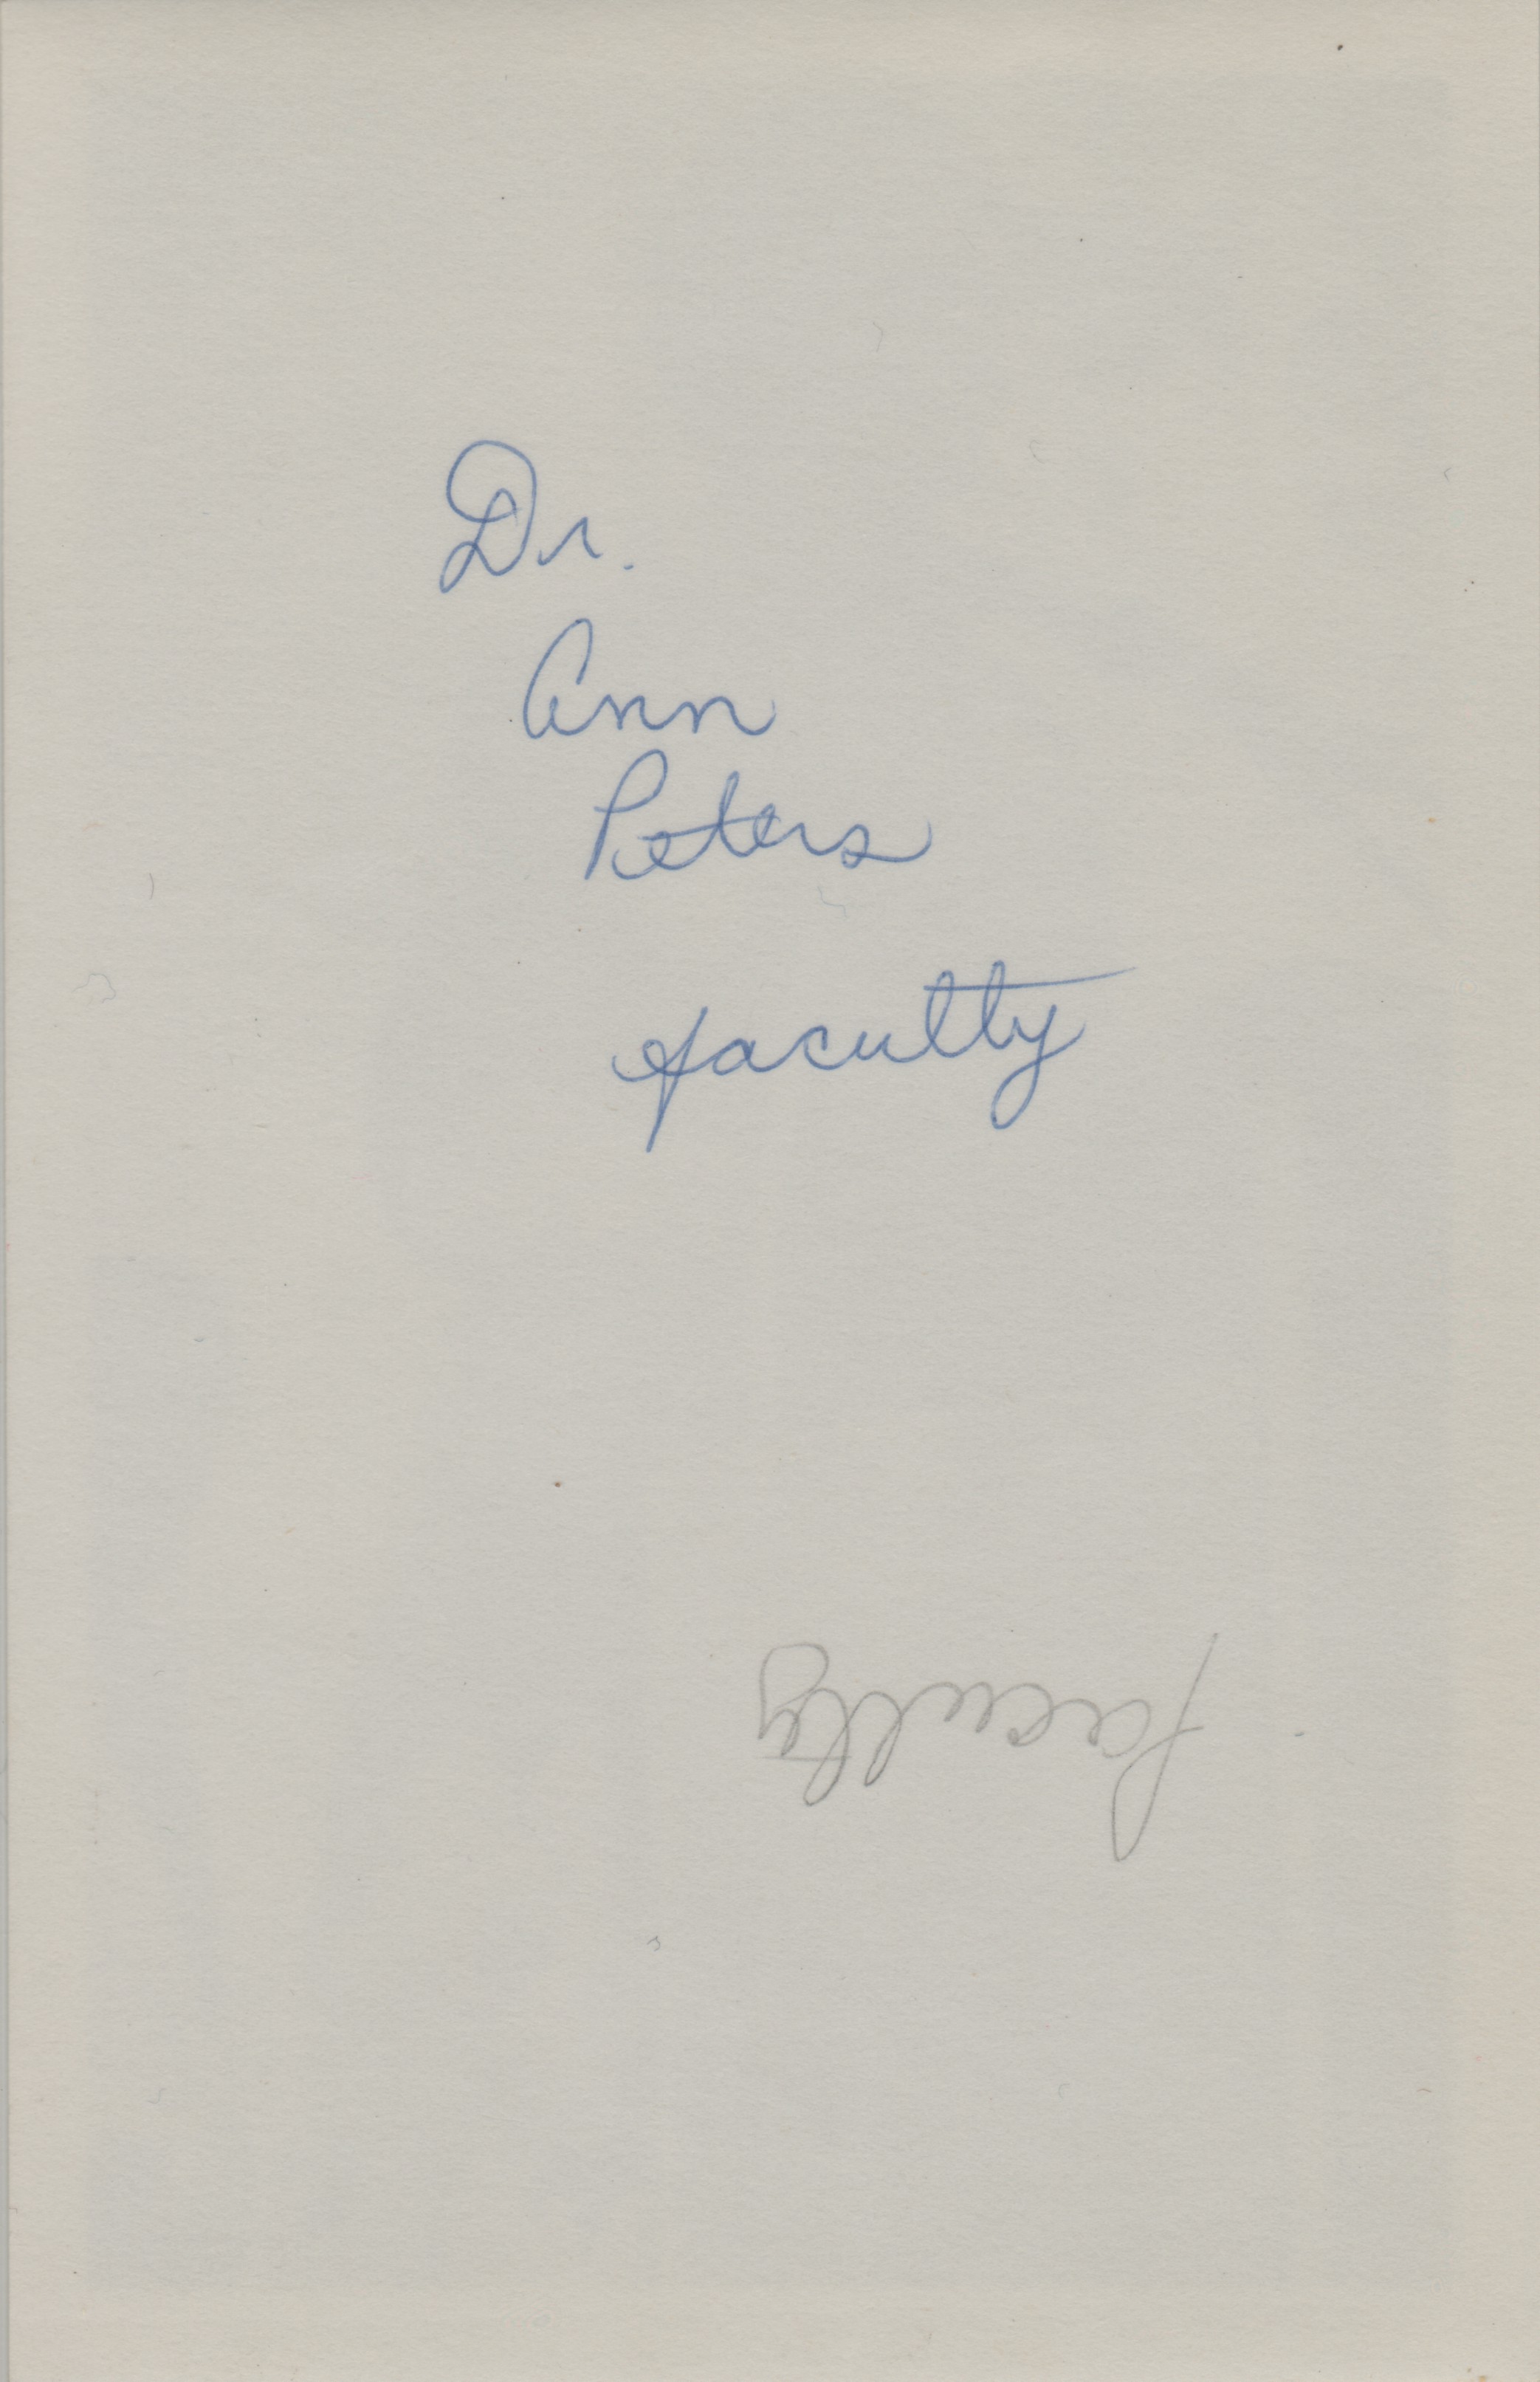 Dr.
Ann
Peters
faculty
faculty